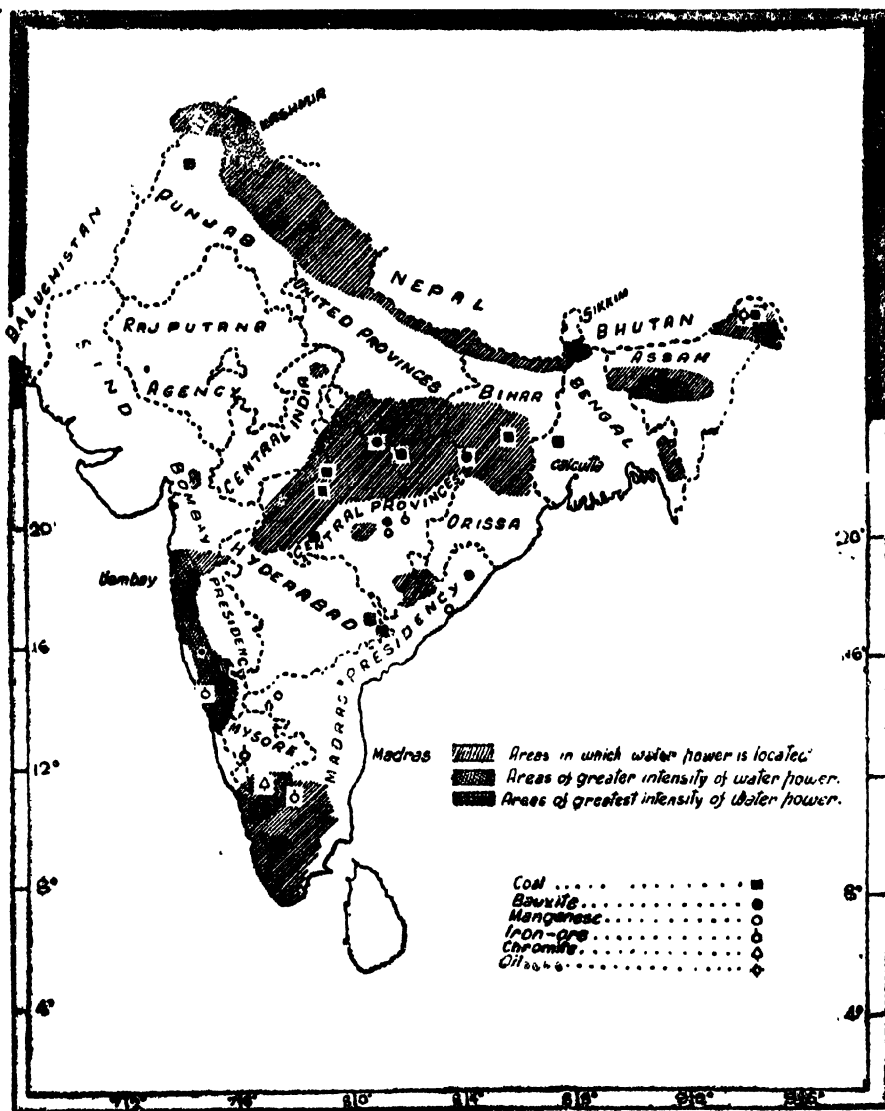 KASHMIR
PUNJAB
BALUCHISTAN
NEPAL
SIKKIM
BHUTAN
UNITED PROVINCES
RAJPUTANA
ASSAM
SIND
AGENCY
BIHAR
BENGAL
CENTRAL INDIA
Calcutta
BOMBAY
CENTRAL PROVINCES
ORISSA
20°
20°
HYDERABAD
Bombay
PRESIDENCY
16
16°
MADRAS PRESIDENCY
MYSORE
Madras
Areas in which water power is located
Areas of greater intensity of water power.
Areas of greatest intensity of Water power.
12°
8°
Coal
Bauxite
Manganese
Iron-ore
Chromite
Oil
4°
4°